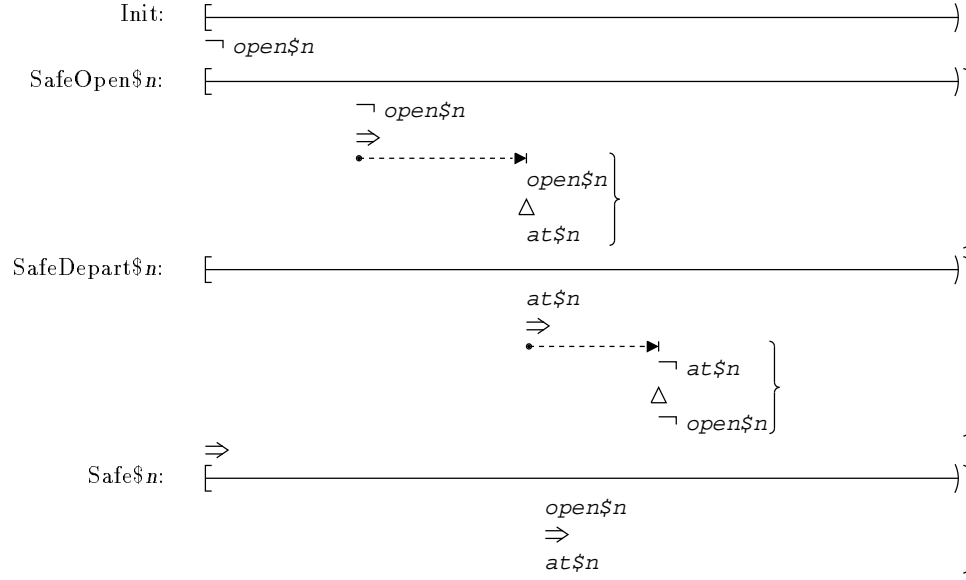 Init:
¬ open$n
SafeOpen$n:
¬ open$n
⇒
open$n
△
at$n
SafeDepart$n:
at$n
⇒
¬ at$n
△
¬ open$n
⇒
Safe$n:
open$n
⇒
at$n